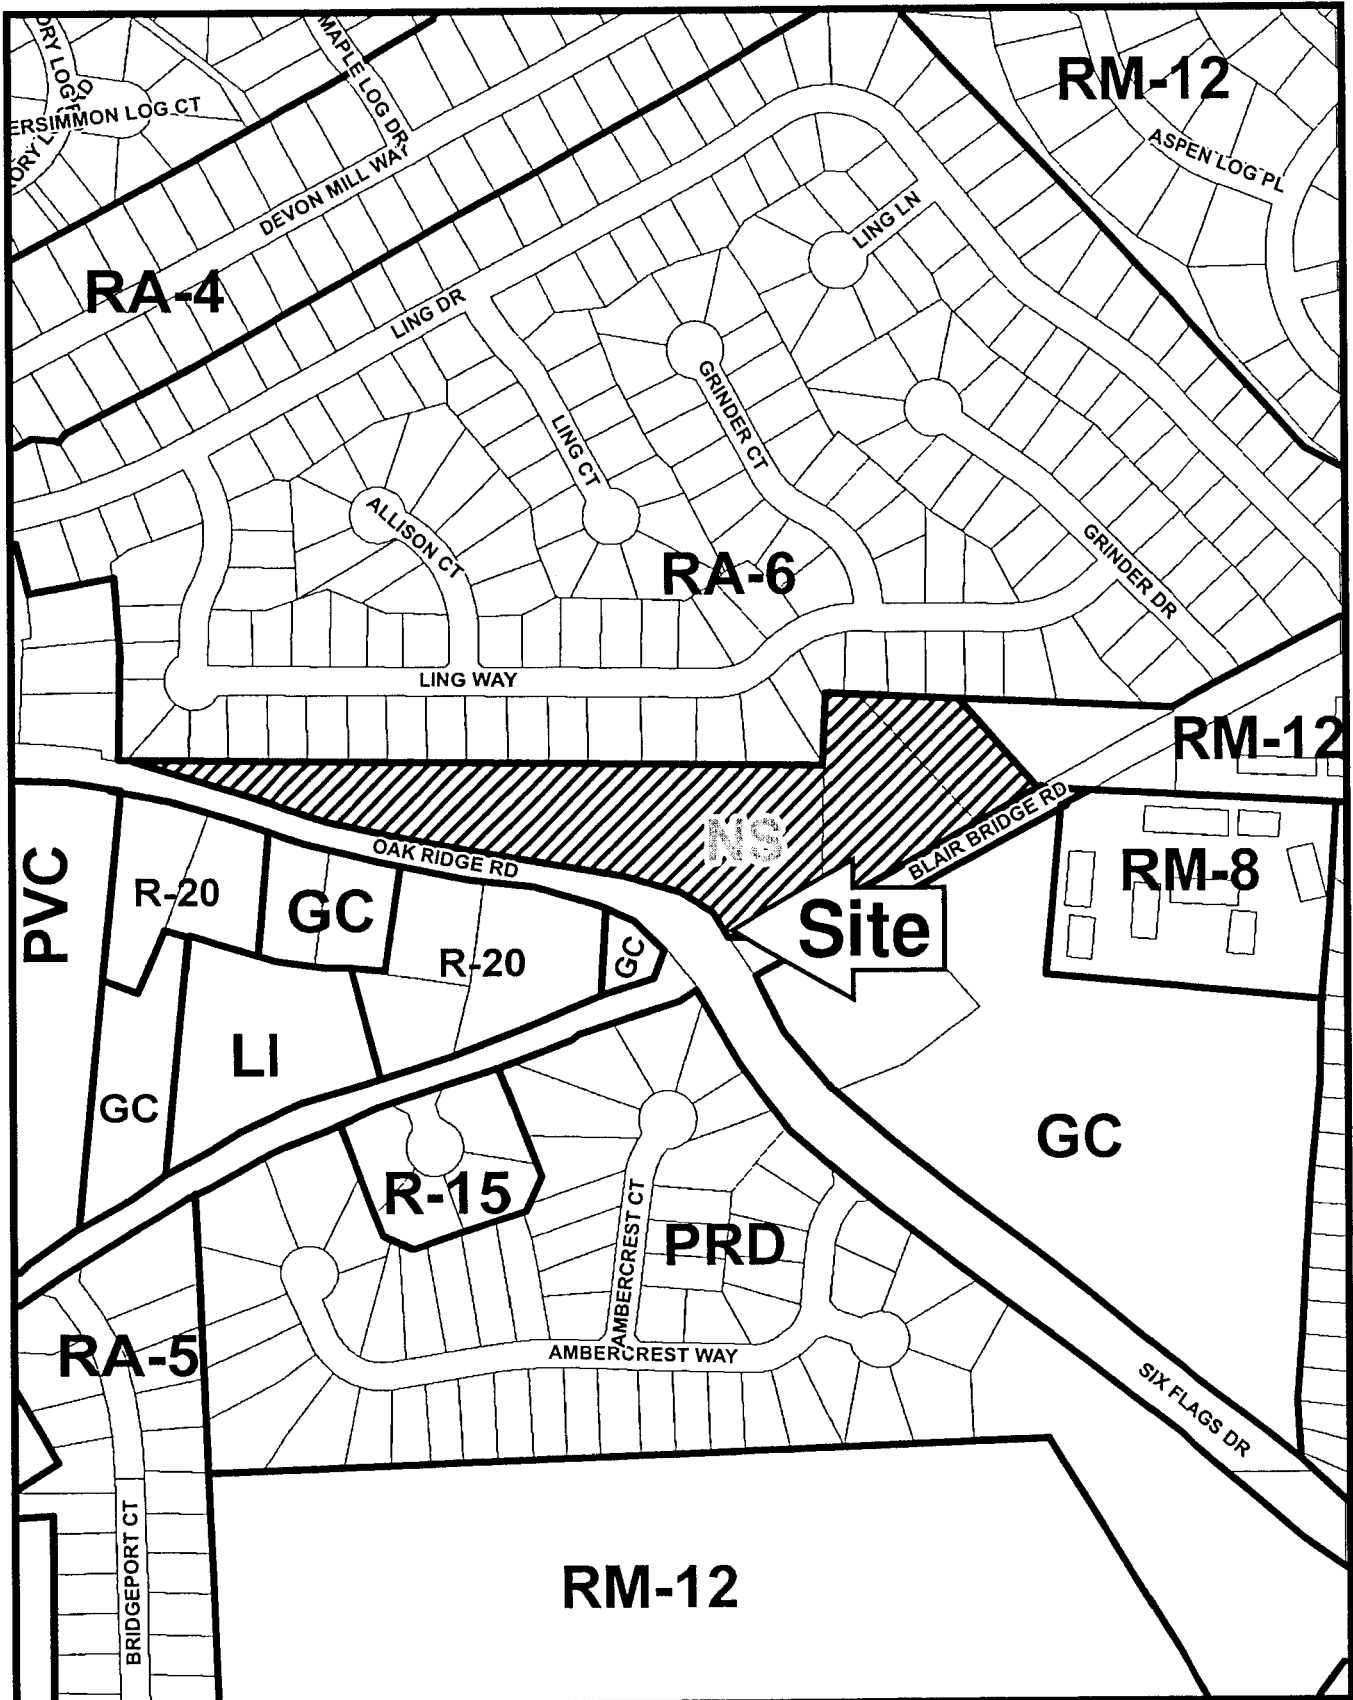 RM-12
MAPLE LOG DR
ERSIMMON LOG CT
ASPEN LOG PL
DEVON MILL WAY
LING LN
RA-4
LING DR
GRINDER CT
LING CT
ALLISON CT
GRINDER DR
RA-6
LING WAY
RM-12
NS
BLAIR BRIDGE RD
OAK RIDGE RD
RM-8
PVC
R-20
GC
Site
R-20
GC
LI
GC
GC
R-15
AMBERCREST CT
PRD
RA-5
AMBERCREST WAY
SIX FLAGS DR
BRIDGEPORT CT
RM-12